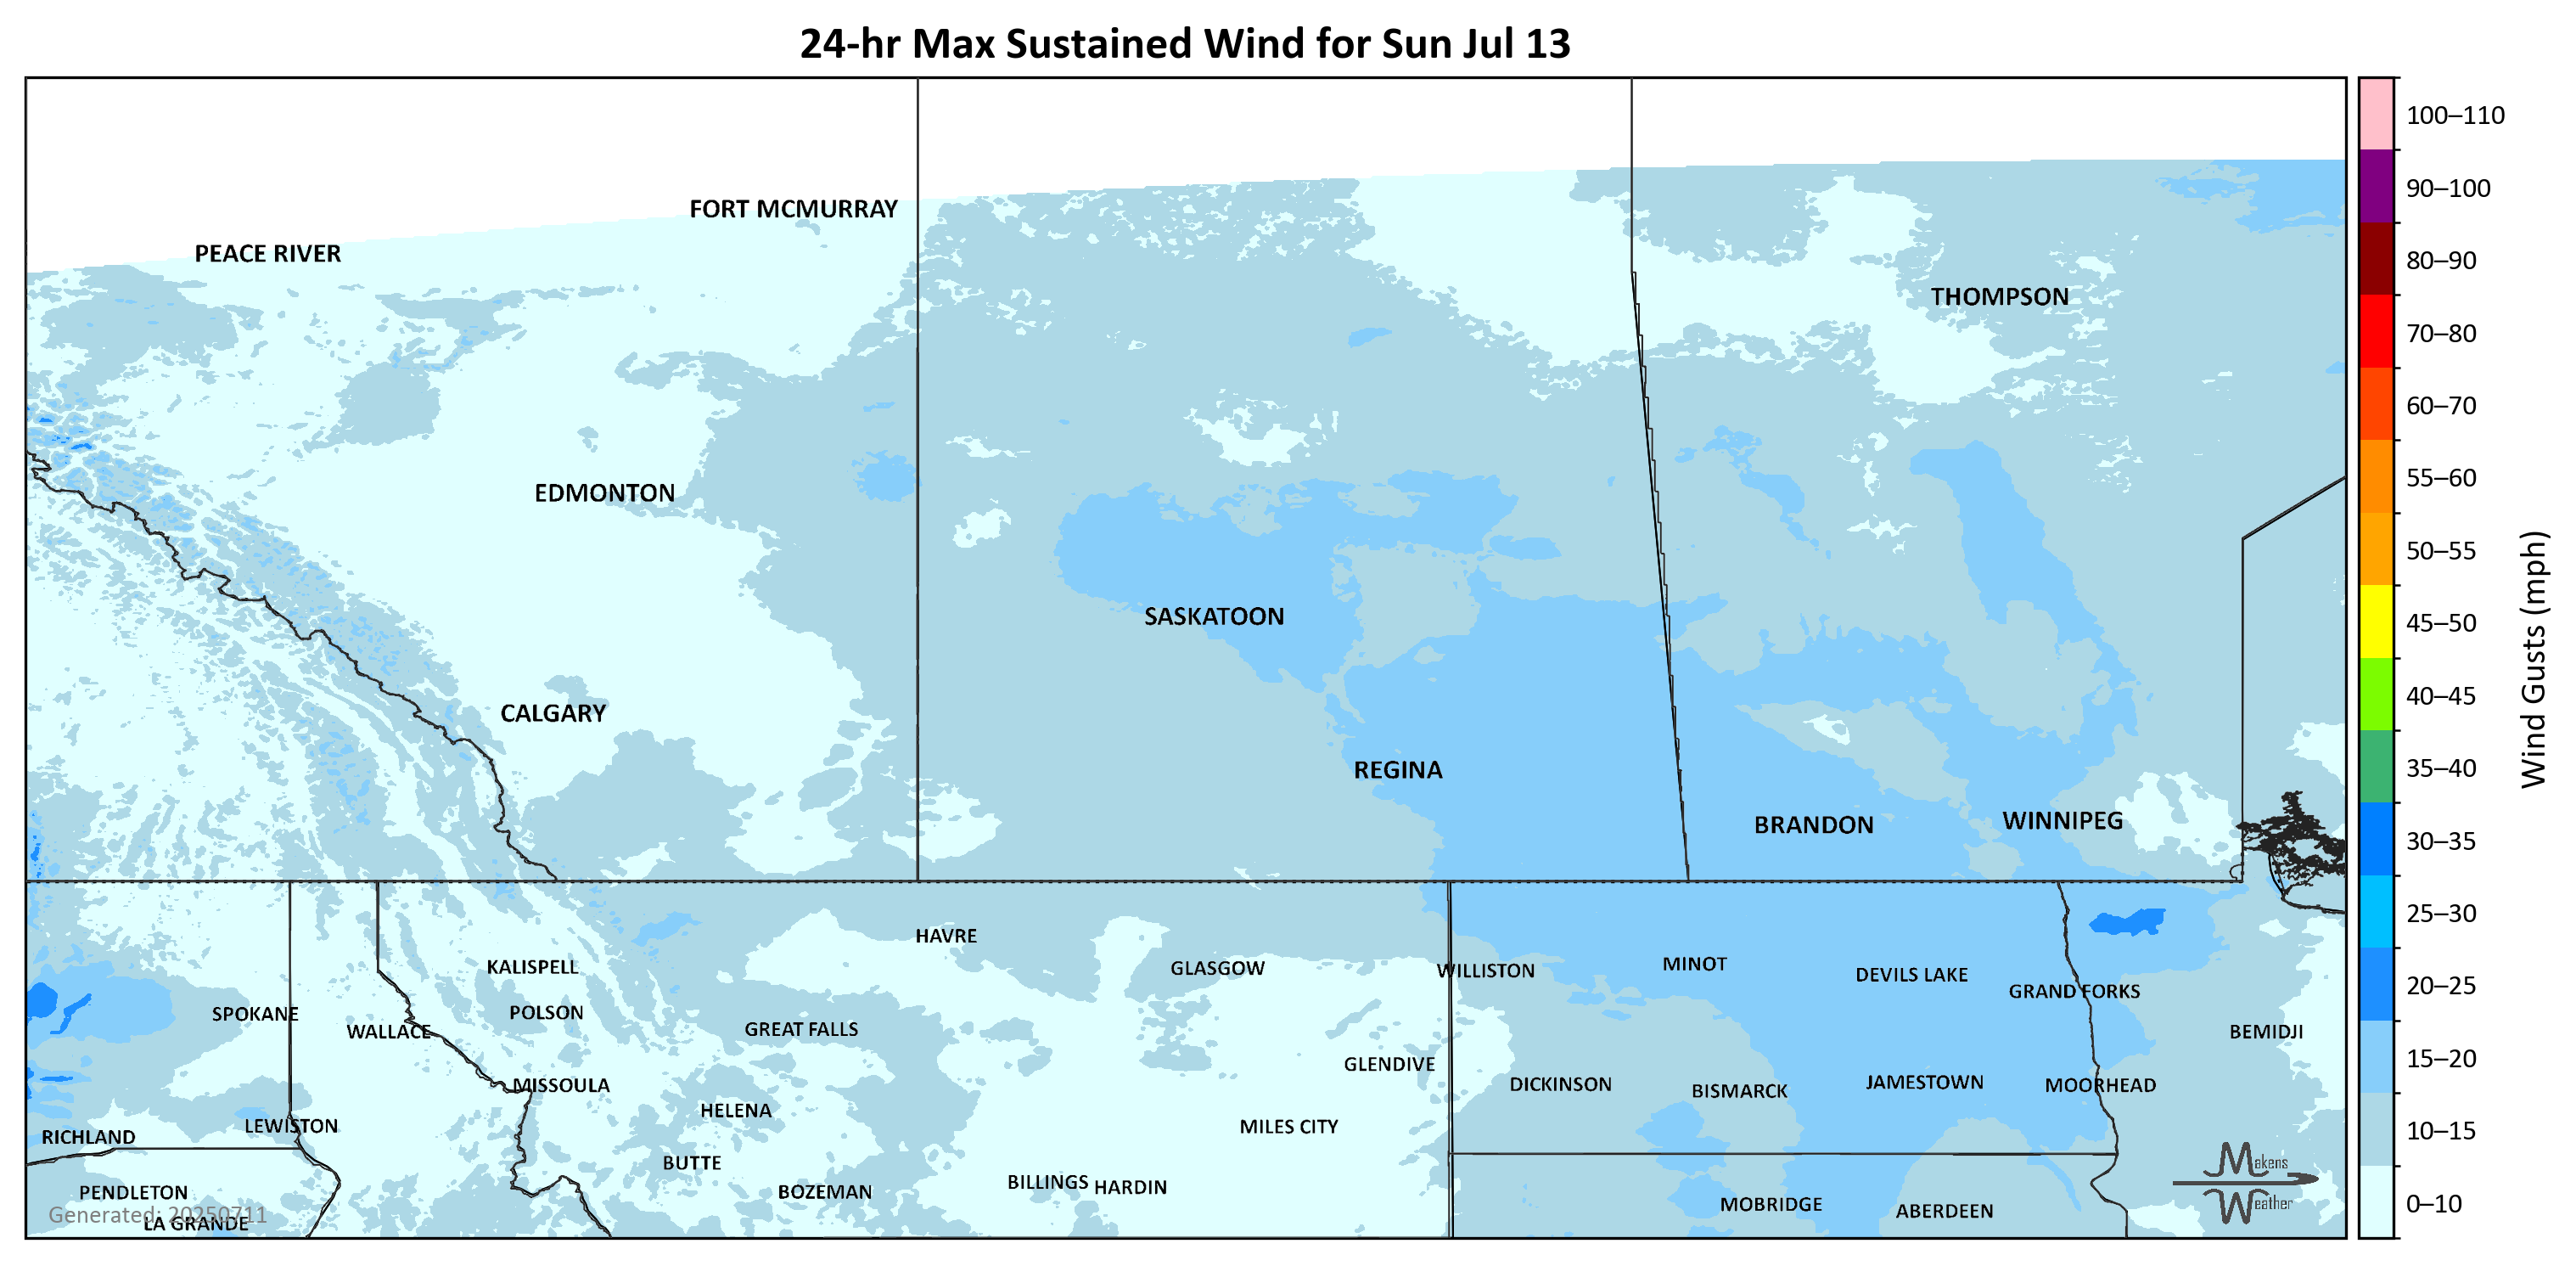 24-hr Max Sustained Wind for Sun Jul 13
100–110
90–100
80–90
70–80
60–70
55–60
50–55
45–50
40–45
35–40
30–35
25–30
20–25
15–20
10–15
0–10
Wind Gusts (mph)
FORT MCMURRAY
PEACE RIVER
THOMPSON
EDMONTON
SASKATOON
CALGARY
REGINA
BRANDON
WINNIPEG
HAVRE
KALISPELL
GLASGOW
WILLISTON
MINOT
DEVILS LAKE
GRAND FORKS
SPOKANE
POLSON
WALLACE
GREAT FALLS
BEMIDJI
GLENDIVE
MISSOULA
DICKINSON
BISMARCK
JAMESTOWN
MOORHEAD
HELENA
LEWISTON
MILES CITY
RICHLAND
BUTTE
PENDLETON
BOZEMAN
BILLINGS
HARDIN
MOBRIDGE
ABERDEEN
LA GRANDE
Generated: 20250711
Makens
Weather